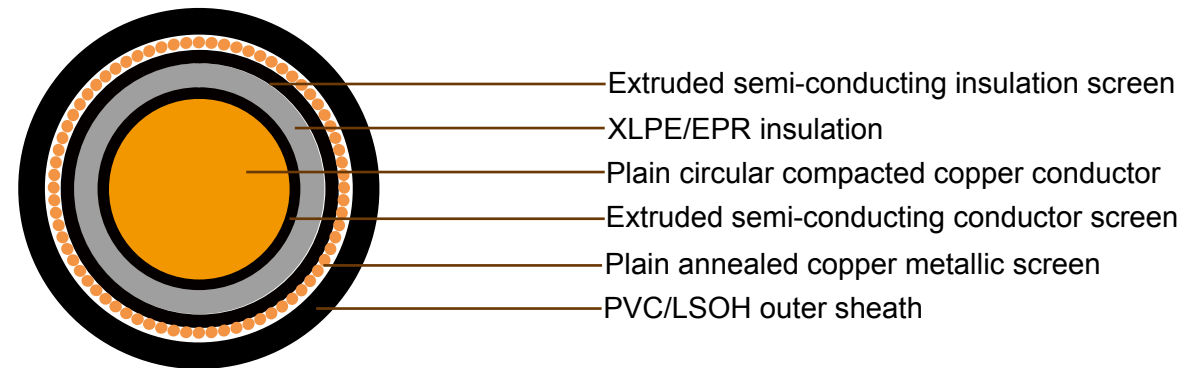 Extruded semi-conducting insulation screen
XLPE/EPR insulation
Plain circular compacted copper conductor
Extruded semi-conducting conductor screen
Plain annealed copper metallic screen
PVC/LSOH outer sheath